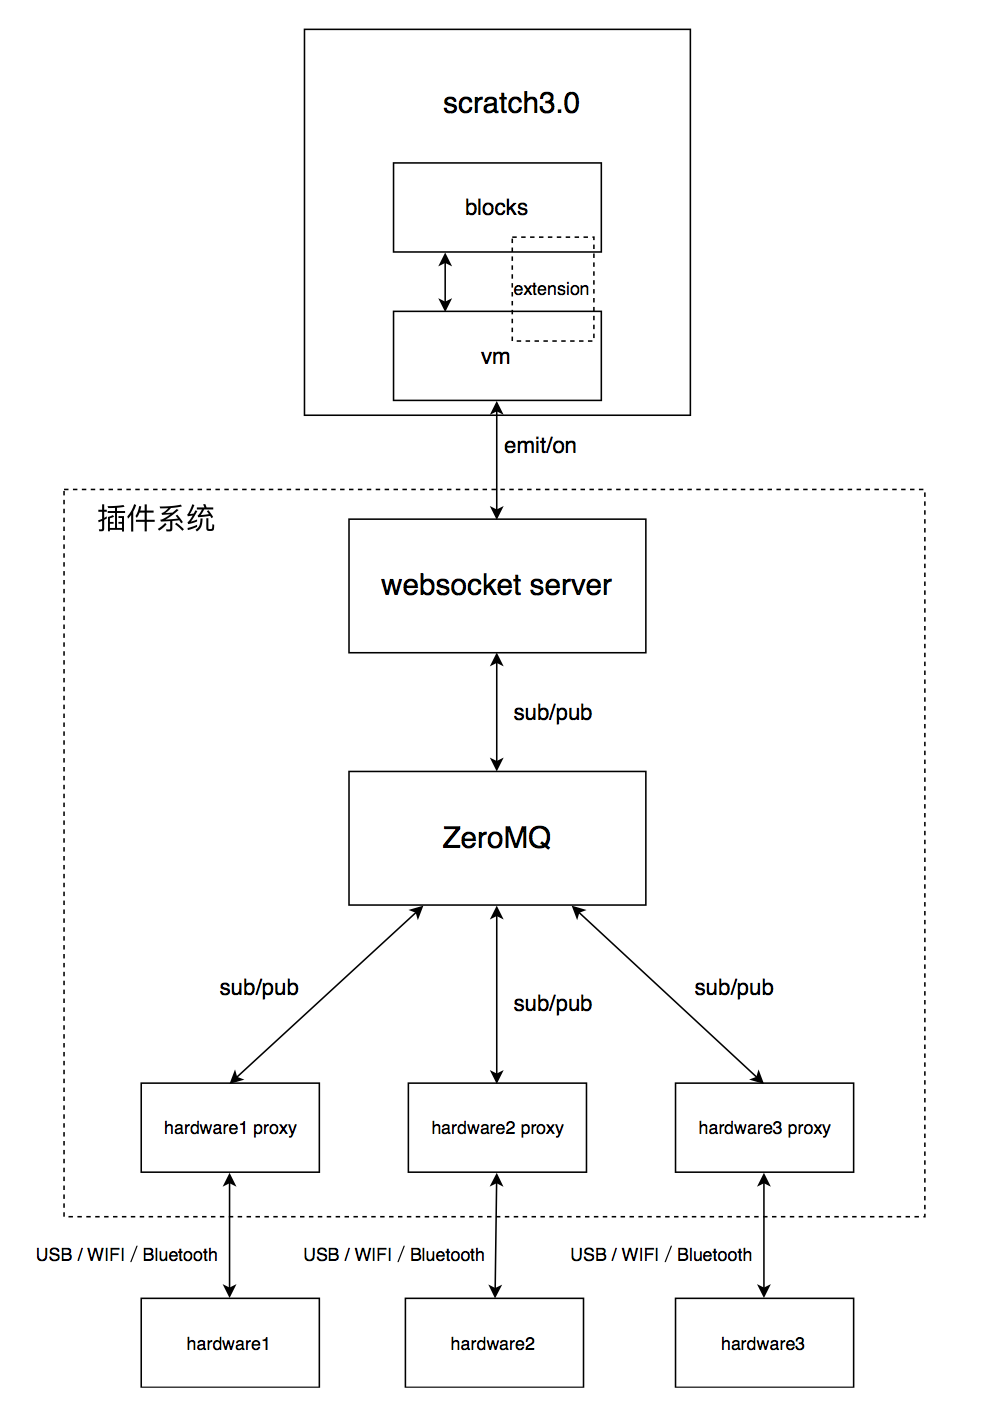 scratch3.0
blocks
extension
vm
emit/on
插件系统
websocket server
sub/pub
ZeroMQ
sub/pub
sub/pub
sub/pub
hardware1 proxy
hardware2 proxy
hardware3 proxy
USB / WIFI / Bluetooth
USB / WIFI / Bluetooth
USB / WIFI / Bluetooth
hardware1
hardware2
hardware3